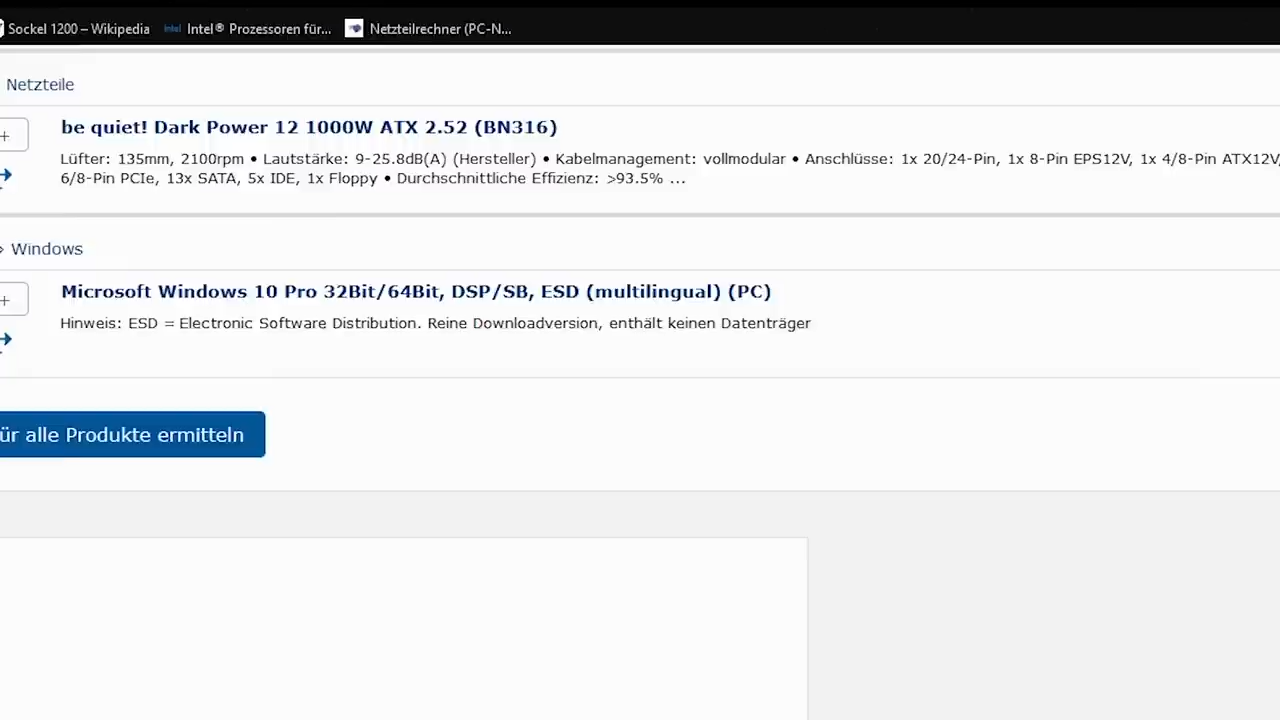 Sockel 1200 – Wikipedia intel Intel® Prozessoren für... Netzteilrechner (PC-N...
Netzteile
+ be quiet! Dark Power 12 1000W ATX 2.52 (BN316)
Lüfter: 135mm, 2100rpm • Lautstärke: 9-25.8dB(A) (Hersteller) • Kabelmanagement: vollmodular • Anschlüsse: 1x 20/24-Pin, 1x 8-Pin EPS12V, 1x 4/8-Pin ATX12V,
6/8-Pin PCIe, 13x SATA, 5x IDE, 1x Floppy • Durchschnittliche Effizienz: >93.5% ...
Windows
+ Microsoft Windows 10 Pro 32Bit/64Bit, DSP/SB, ESD (multilingual) (PC)
Hinweis: ESD = Electronic Software Distribution. Reine Downloadversion, enthält keinen Datenträger
ür alle Produkte ermitteln